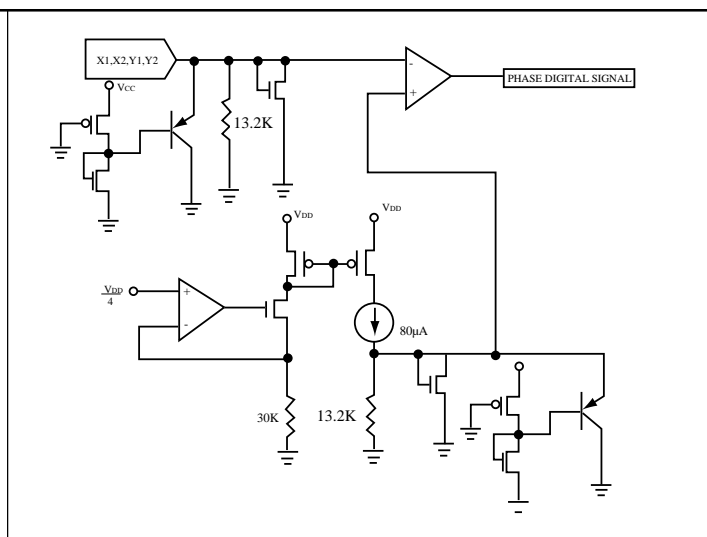 X1,X2,Y1,Y2
VCC
-
+
PHASE DIGITAL SIGNAL
13.2K
VDD
VDD
VDD
4
+
-
80µA
30K
13.2K